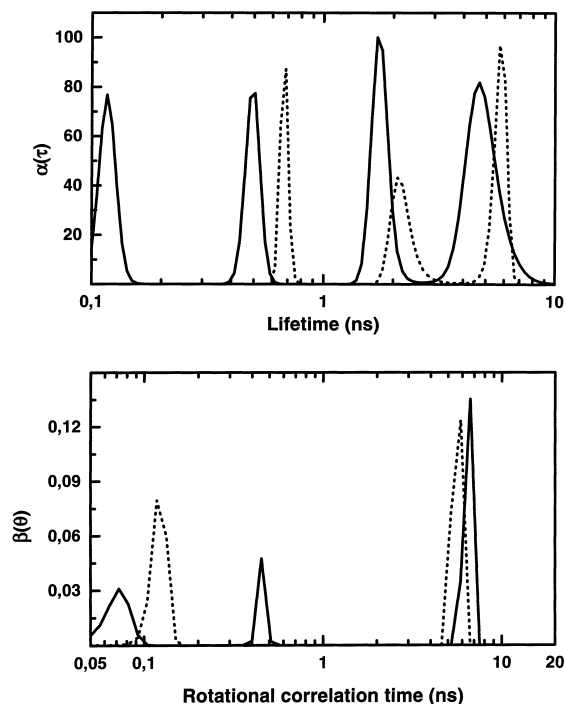 100
80
60
40
20
α(τ)
0,1 1 10
Lifetime (ns)
0,12
0,09
0,06
0,03
β(θ)
0,05 0,1 1 10 20
Rotational correlation time (ns)